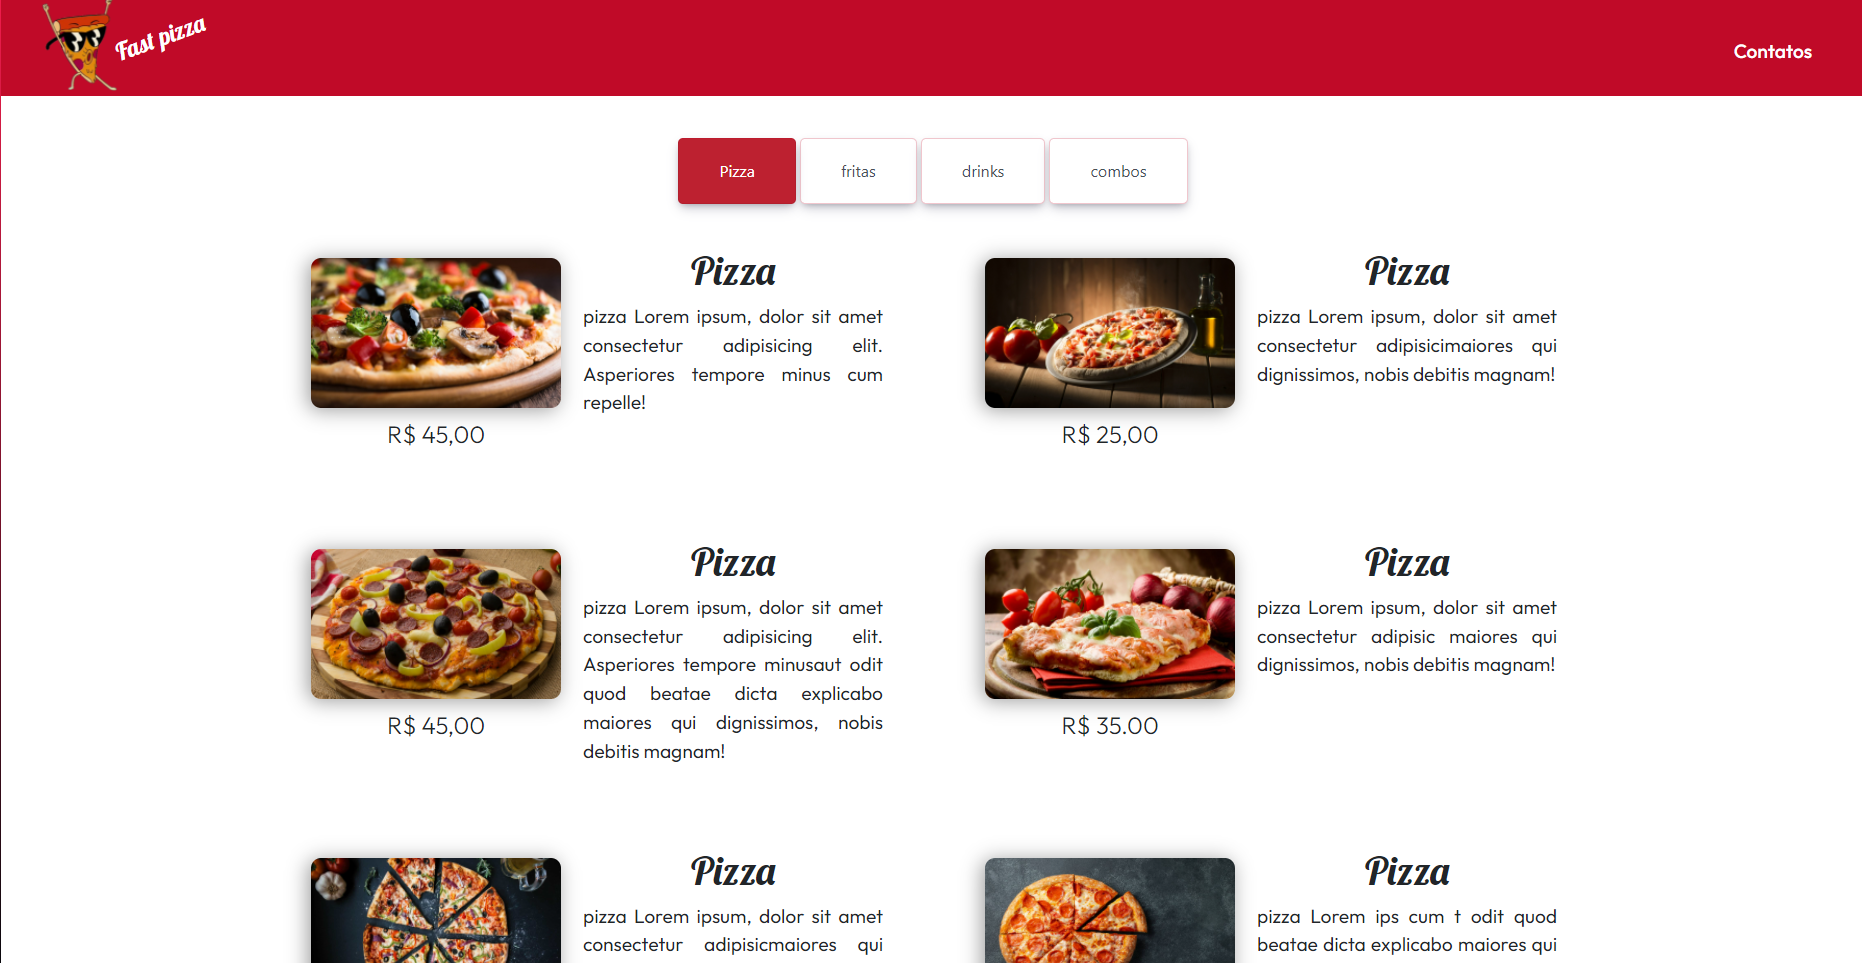 Fast pizza
Contatos
Pizza
fritas
drinks
combos
Pizza
pizza Lorem ipsum, dolor sit amet
consectetur adipisicing elit.
Asperiores tempore minus cum
repelle!
R$ 45,00
Pizza
pizza Lorem ipsum, dolor sit amet
consectetur adipisicimaiores qui
dignissimos, nobis debitis magnam!
R$ 25,00
Pizza
pizza Lorem ipsum, dolor sit amet
consectetur adipisicing elit.
Asperiores tempore minusaut odit
quod beatae dicta explicabo
maiores qui dignissimos, nobis
debitis magnam!
R$ 45,00
Pizza
pizza Lorem ipsum, dolor sit amet
consectetur adipisic maiores qui
dignissimos, nobis debitis magnam!
R$ 35.00
Pizza
pizza Lorem ipsum, dolor sit amet
consectetur adipisicmaiores qui
Pizza
pizza Lorem ips cum t odit quod
beatae dicta explicabo maiores qui